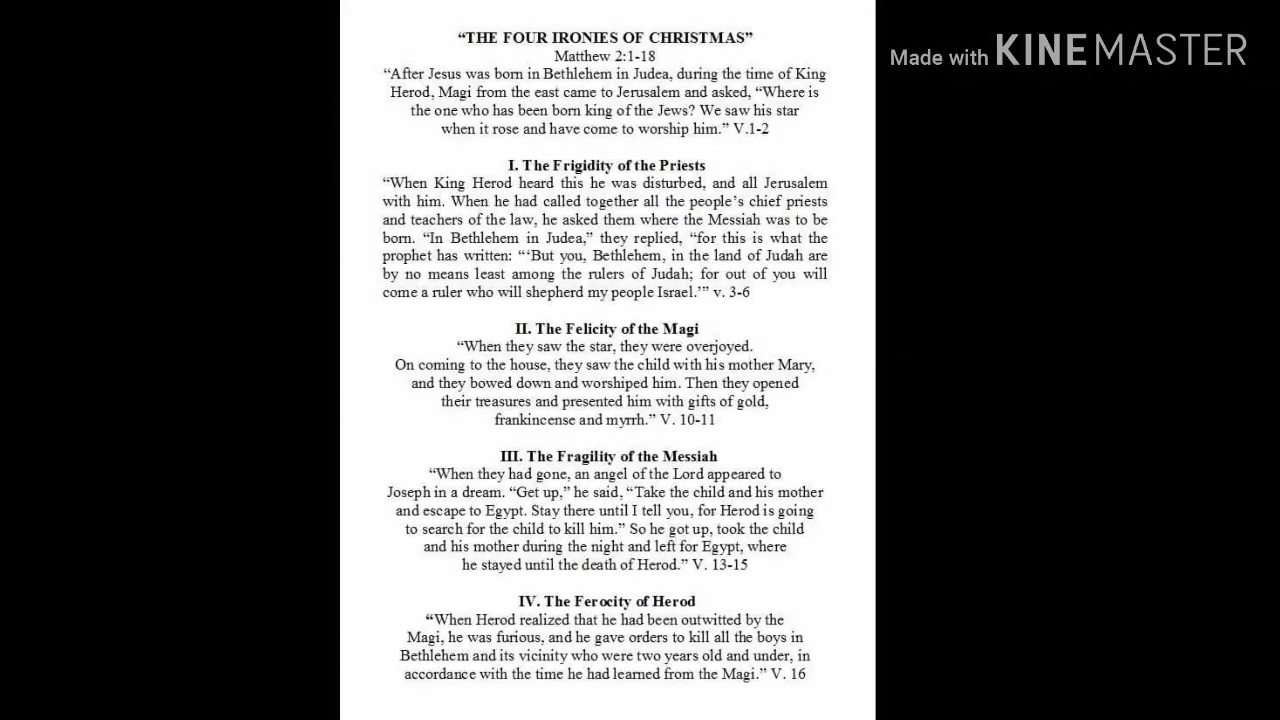 “THE FOUR IRONIES OF CHRISTMAS”
Matthew 2:1-18
“After Jesus was born in Bethlehem in Judea, during the time of King
Herod, Magi from the east came to Jerusalem and asked, “Where is
the one who has been born king of the Jews? We saw his star
when it rose and have come to worship him.” V.1-2
I. The Frigidity of the Priests
“When King Herod heard this he was disturbed, and all Jerusalem
with him. When he had called together all the people’s chief priests
and teachers of the law, he asked them where the Messiah was to be
born. “In Bethlehem in Judea,” they replied, “for this is what the
prophet has written: “‘But you, Bethlehem, in the land of Judah are
by no means least among the rulers of Judah; for out of you will
come a ruler who will shepherd my people Israel.’” v. 3-6
II. The Felicity of the Magi
“When they saw the star, they were overjoyed.
On coming to the house, they saw the child with his mother Mary,
and they bowed down and worshiped him. Then they opened
their treasures and presented him with gifts of gold,
frankincense and myrrh.” V. 10-11
III. The Fragility of the Messiah
“When they had gone, an angel of the Lord appeared to
Joseph in a dream. “Get up,” he said, “Take the child and his mother
and escape to Egypt. Stay there until I tell you, for Herod is going
to search for the child to kill him.” So he got up, took the child
and his mother during the night and left for Egypt, where
he stayed until the death of Herod.” V. 13-15
IV. The Ferocity of Herod
“When Herod realized that he had been outwitted by the
Magi, he was furious, and he gave orders to kill all the boys in
Bethlehem and its vicinity who were two years old and under, in
accordance with the time he had learned from the Magi.” V. 16
Made with KINEMASTER